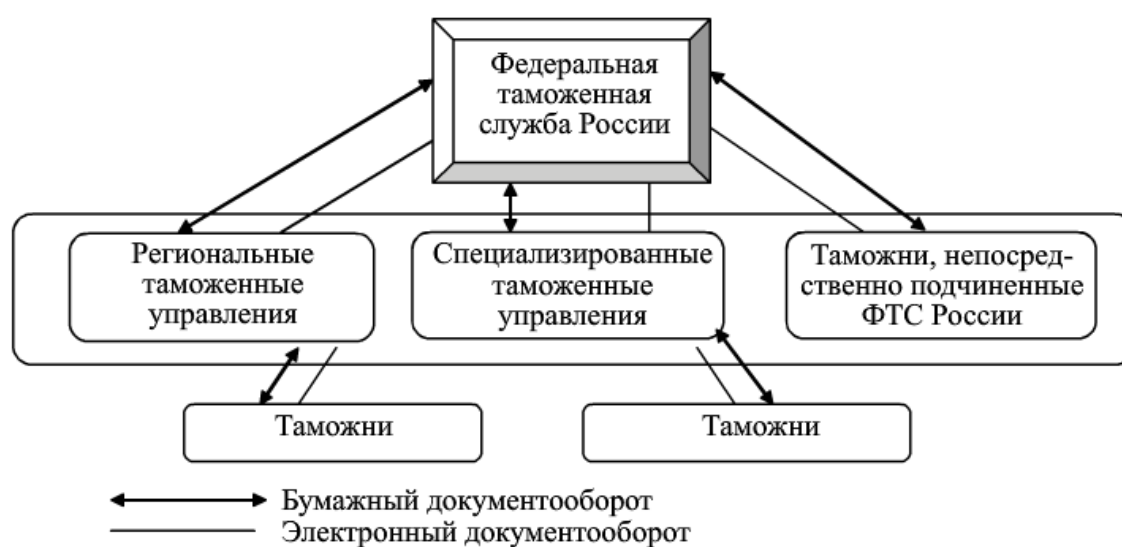 Федеральная
таможенная
служба России
Региональные
таможенные
управления
Специализированные
таможенные
управления
Таможни, непосред-
ственно подчиненные
ФТС России
Таможни
Таможни
Бумажный документооборот
Электронный документооборот